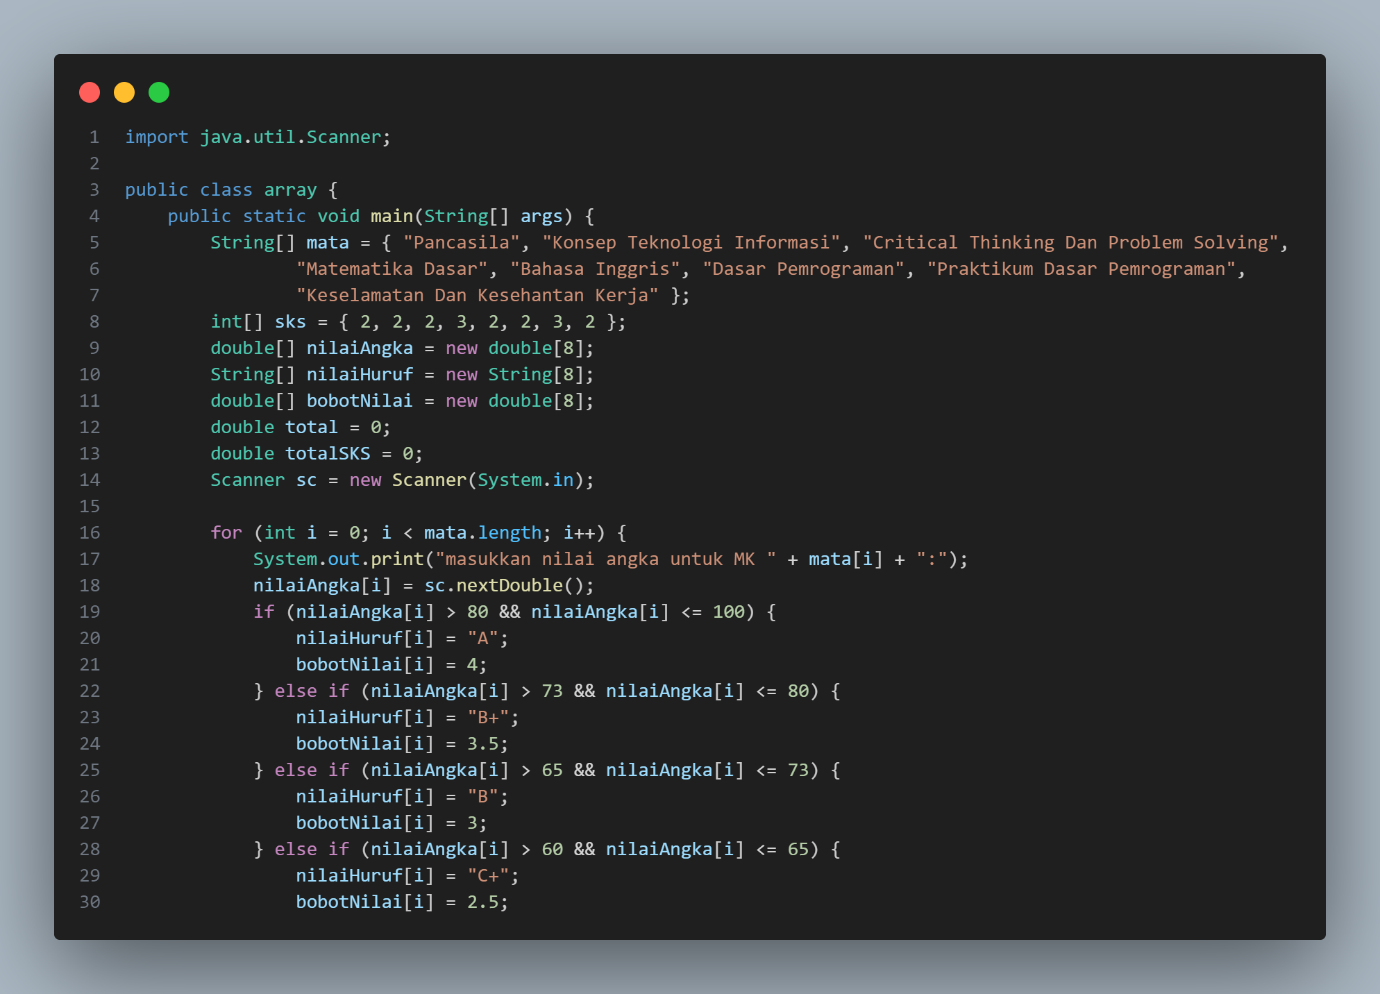 1 import java.util.Scanner;
2
3 public class array {
4     public static void main(String[] args) {
5         String[] mata = { "Pancasila", "Konsep Teknologi Informasi", "Critical Thinking Dan Problem Solving",
6                 "Matematika Dasar", "Bahasa Inggris", "Dasar Pemrograman", "Praktikum Dasar Pemrograman",
7                 "Keselamatan Dan Kesehantan Kerja" };
8         int[] sks = { 2, 2, 2, 3, 2, 2, 3, 2 };
9         double[] nilaiAngka = new double[8];
10         String[] nilaiHuruf = new String[8];
11         double[] bobotNilai = new double[8];
12         double total = 0;
13         double totalSKS = 0;
14         Scanner sc = new Scanner(System.in);
15
16         for (int i = 0; i < mata.length; i++) {
17             System.out.print("masukkan nilai angka untuk MK " + mata[i] + ":");
18             nilaiAngka[i] = sc.nextDouble();
19             if (nilaiAngka[i] > 80 && nilaiAngka[i] <= 100) {
20                 nilaiHuruf[i] = "A";
21                 bobotNilai[i] = 4;
22             } else if (nilaiAngka[i] > 73 && nilaiAngka[i] <= 80) {
23                 nilaiHuruf[i] = "B+";
24                 bobotNilai[i] = 3.5;
25             } else if (nilaiAngka[i] > 65 && nilaiAngka[i] <= 73) {
26                 nilaiHuruf[i] = "B";
27                 bobotNilai[i] = 3;
28             } else if (nilaiAngka[i] > 60 && nilaiAngka[i] <= 65) {
29                 nilaiHuruf[i] = "C+";
30                 bobotNilai[i] = 2.5;